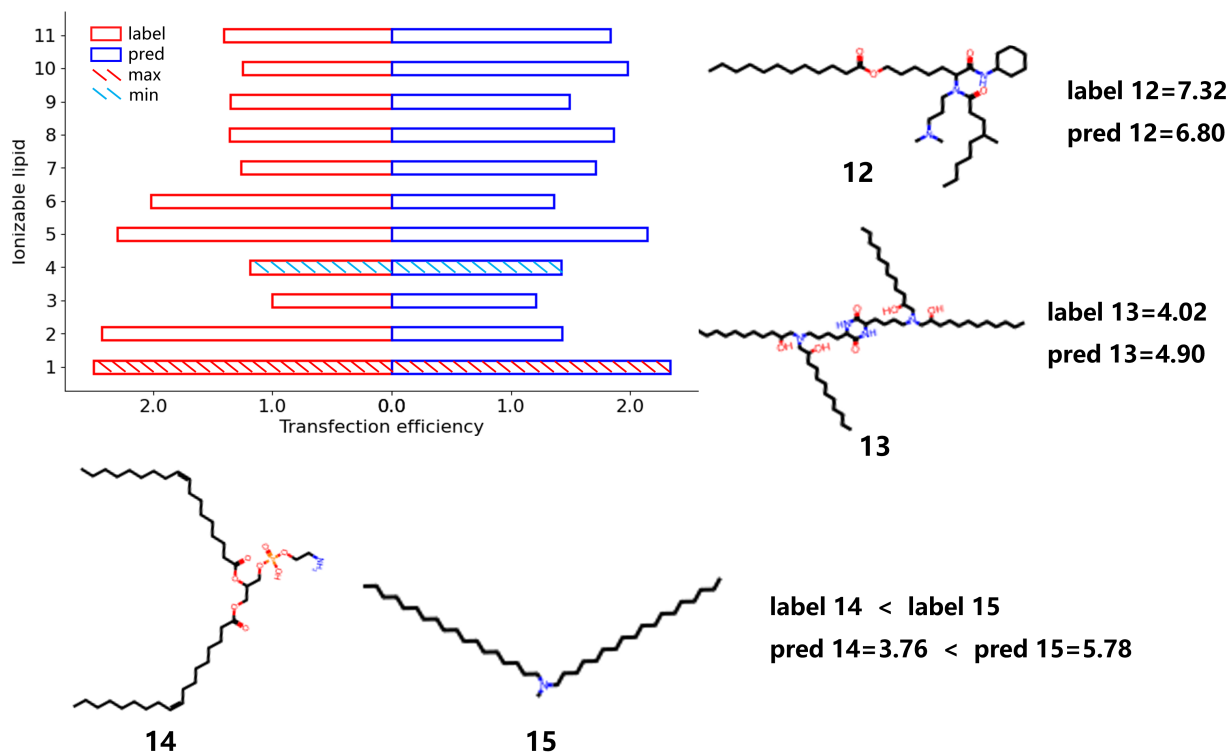 11
10
9
8
7
6
5
4
3
2
1
Ionizable lipid
label
pred
max
min
2.0 1.0 0.0 1.0 2.0
Transfection efficiency
12
label 12=7.32
pred 12=6.80
13
label 13=4.02
pred 13=4.90
14
15
label 14 < label 15
pred 14=3.76 < pred 15=5.78